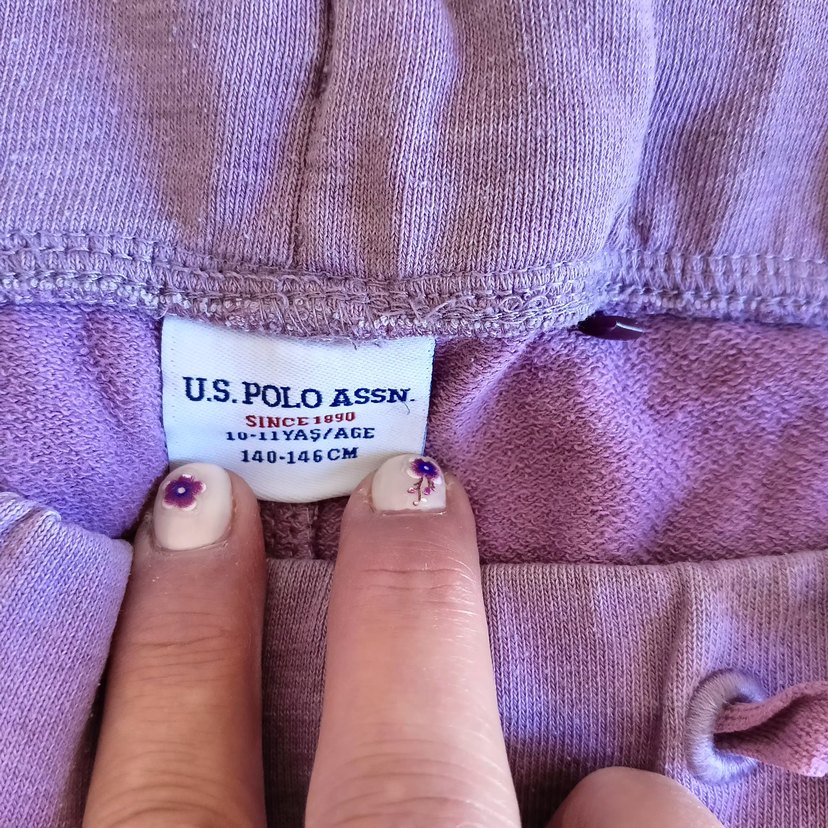 U.S. POLO ASSN.
SINCE 1890
10-11YAŞ/AGE
140-146CM